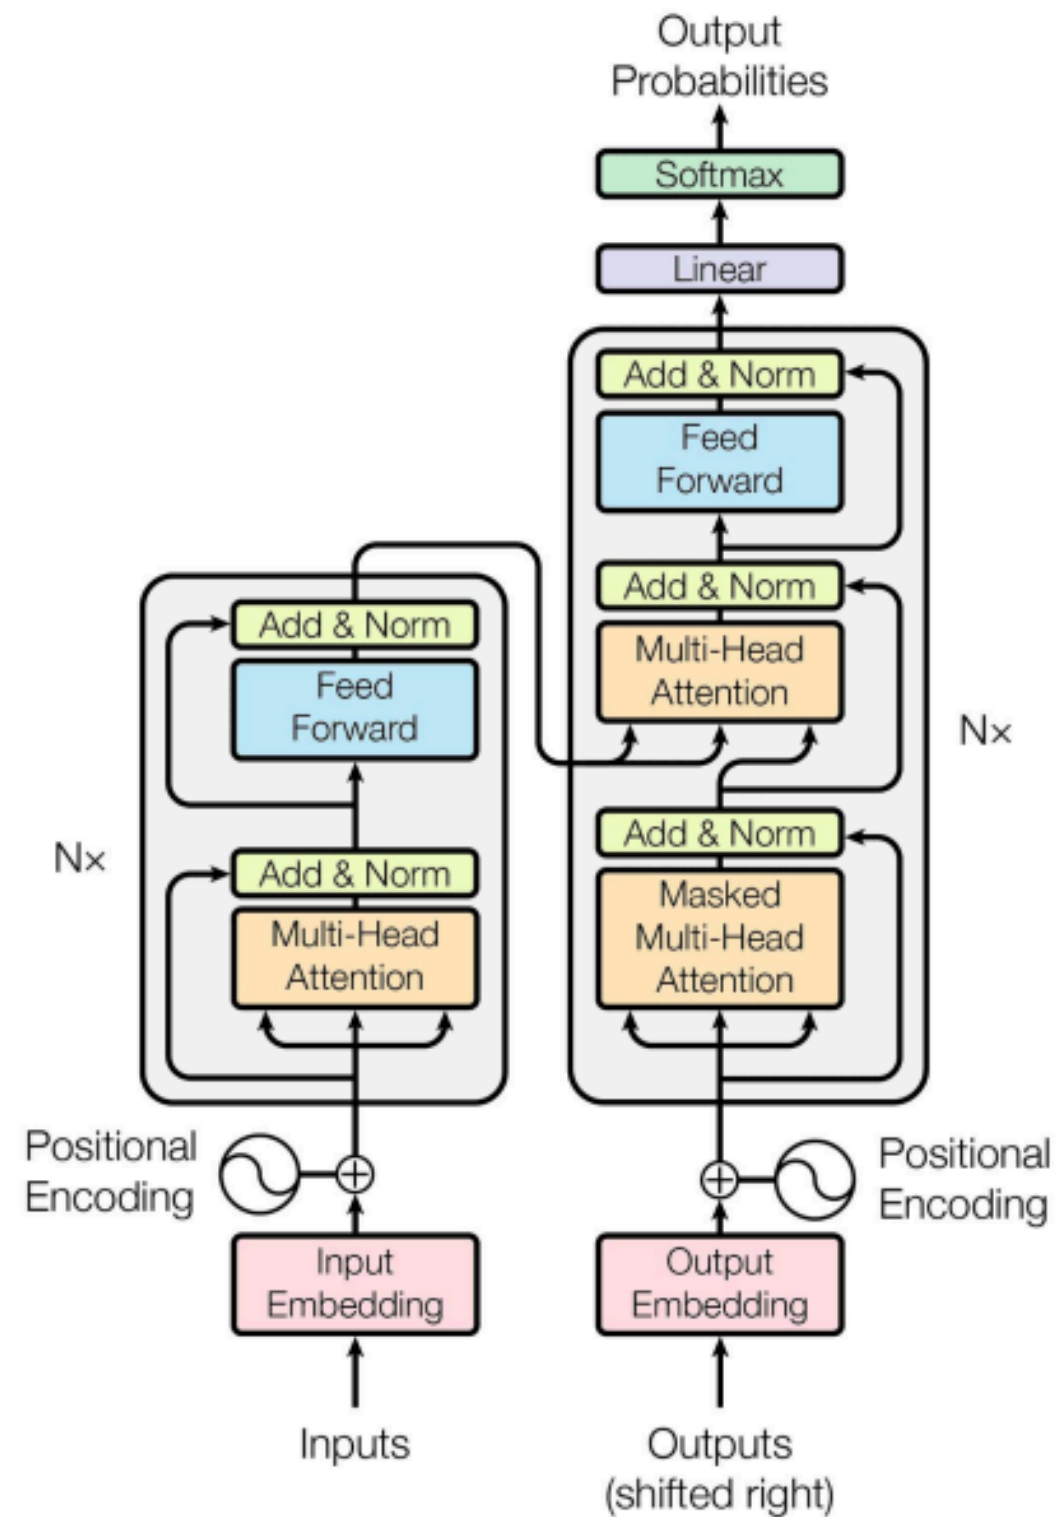 Output
Probabilities
Softmax
Linear
Add & Norm
Feed
Forward
Add & Norm
Multi-Head
Attention
Nx
Add & Norm
Masked
Multi-Head
Attention
Add & Norm
Feed
Forward
Nx
Add & Norm
Multi-Head
Attention
Positional
Encoding
Positional
Encoding
Input
Embedding
Output
Embedding
Inputs
Outputs
(shifted right)